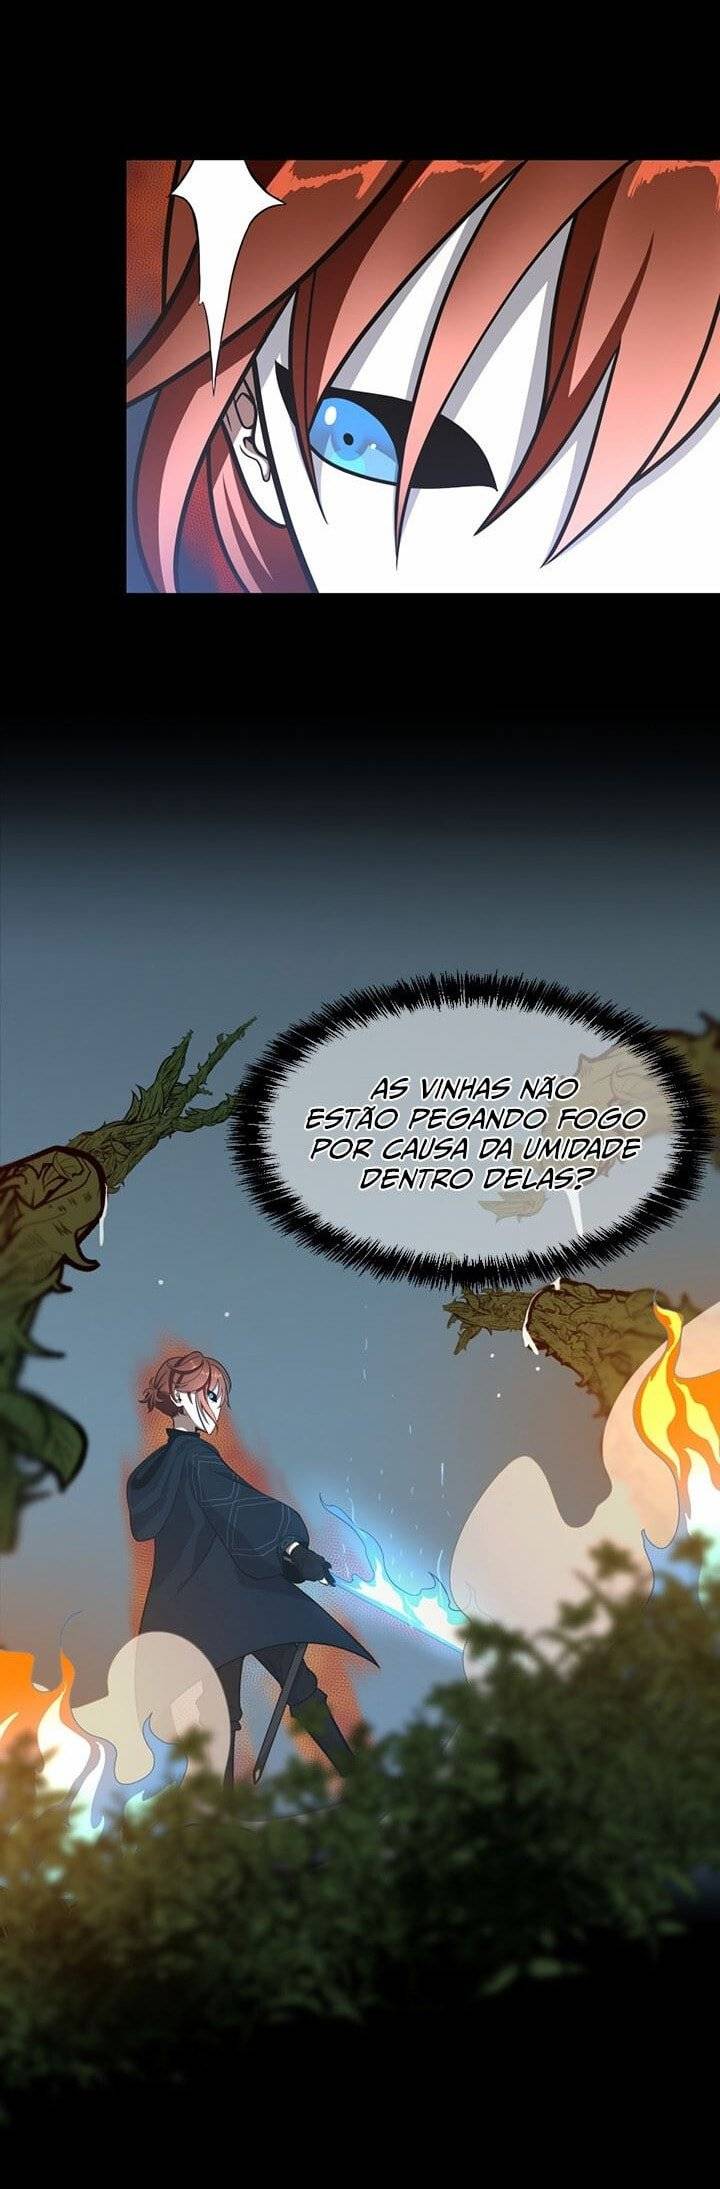 AS VINHAS NÃO
ESTÃO PEGANDO FOGO
POR CAUSA DA UMIDADE
DENTRO DELAS?